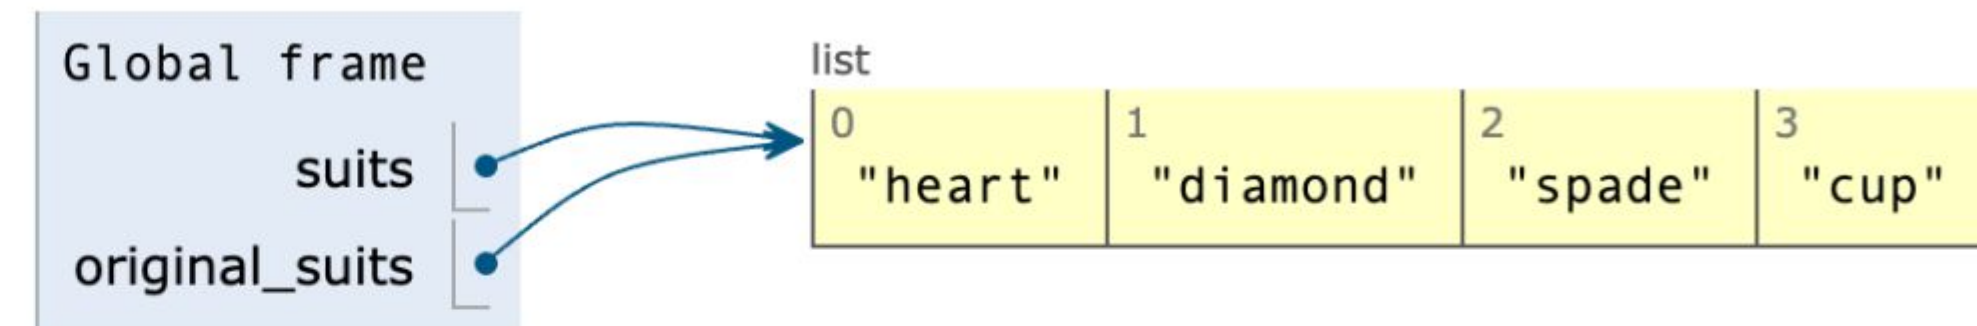 Global frame
suits
original_suits
list
0 1 2 3
"heart" "diamond" "spade" "cup"